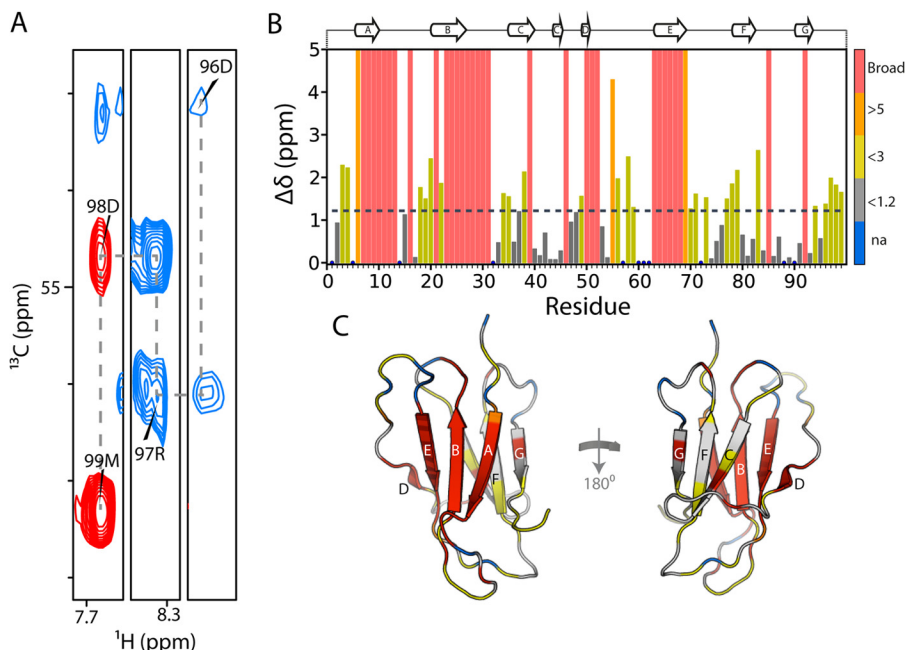 A
96D
98D
55
¹³C (ppm)
97R
99M
7.7
8.3
¹H (ppm)
B
A
B
C
C'
D
E
F
G
5
4
3
2
1
0
Δδ (ppm)
0
10
20
30
40
50
60
70
80
90
Residue
Broad
>5
<3
<1.2
na
C
E
B
A
G
F
D
180⁰
G
F
C
B
E
D